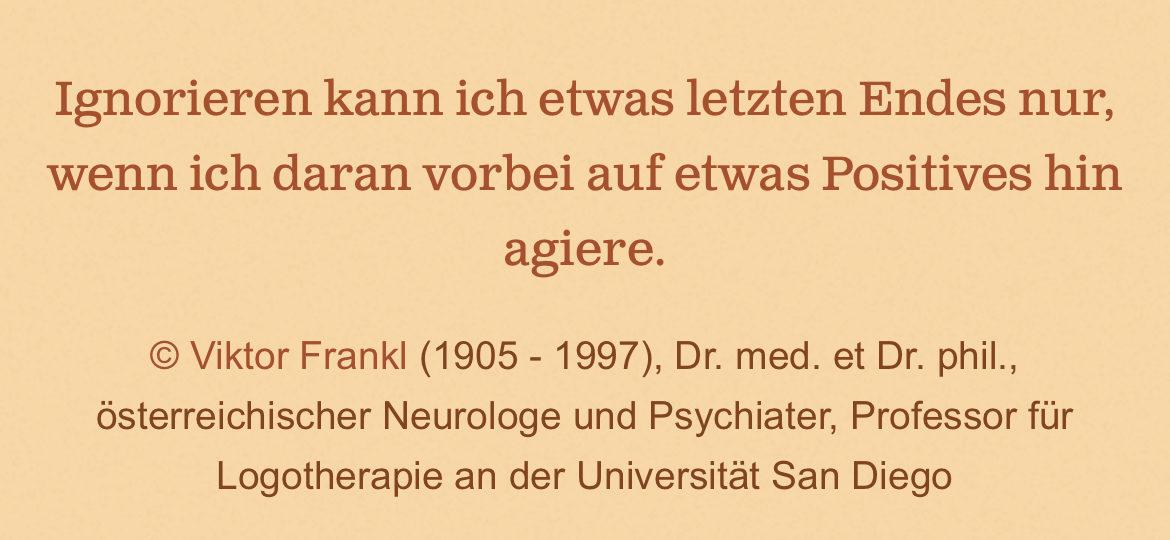 Ignorieren kann ich etwas letzten Endes nur,
wenn ich daran vorbei auf etwas Positives hin
agiere.
© Viktor Frankl (1905 - 1997), Dr. med. et Dr. phil.,
österreichischer Neurologe und Psychiater, Professor für
Logotherapie an der Universität San Diego